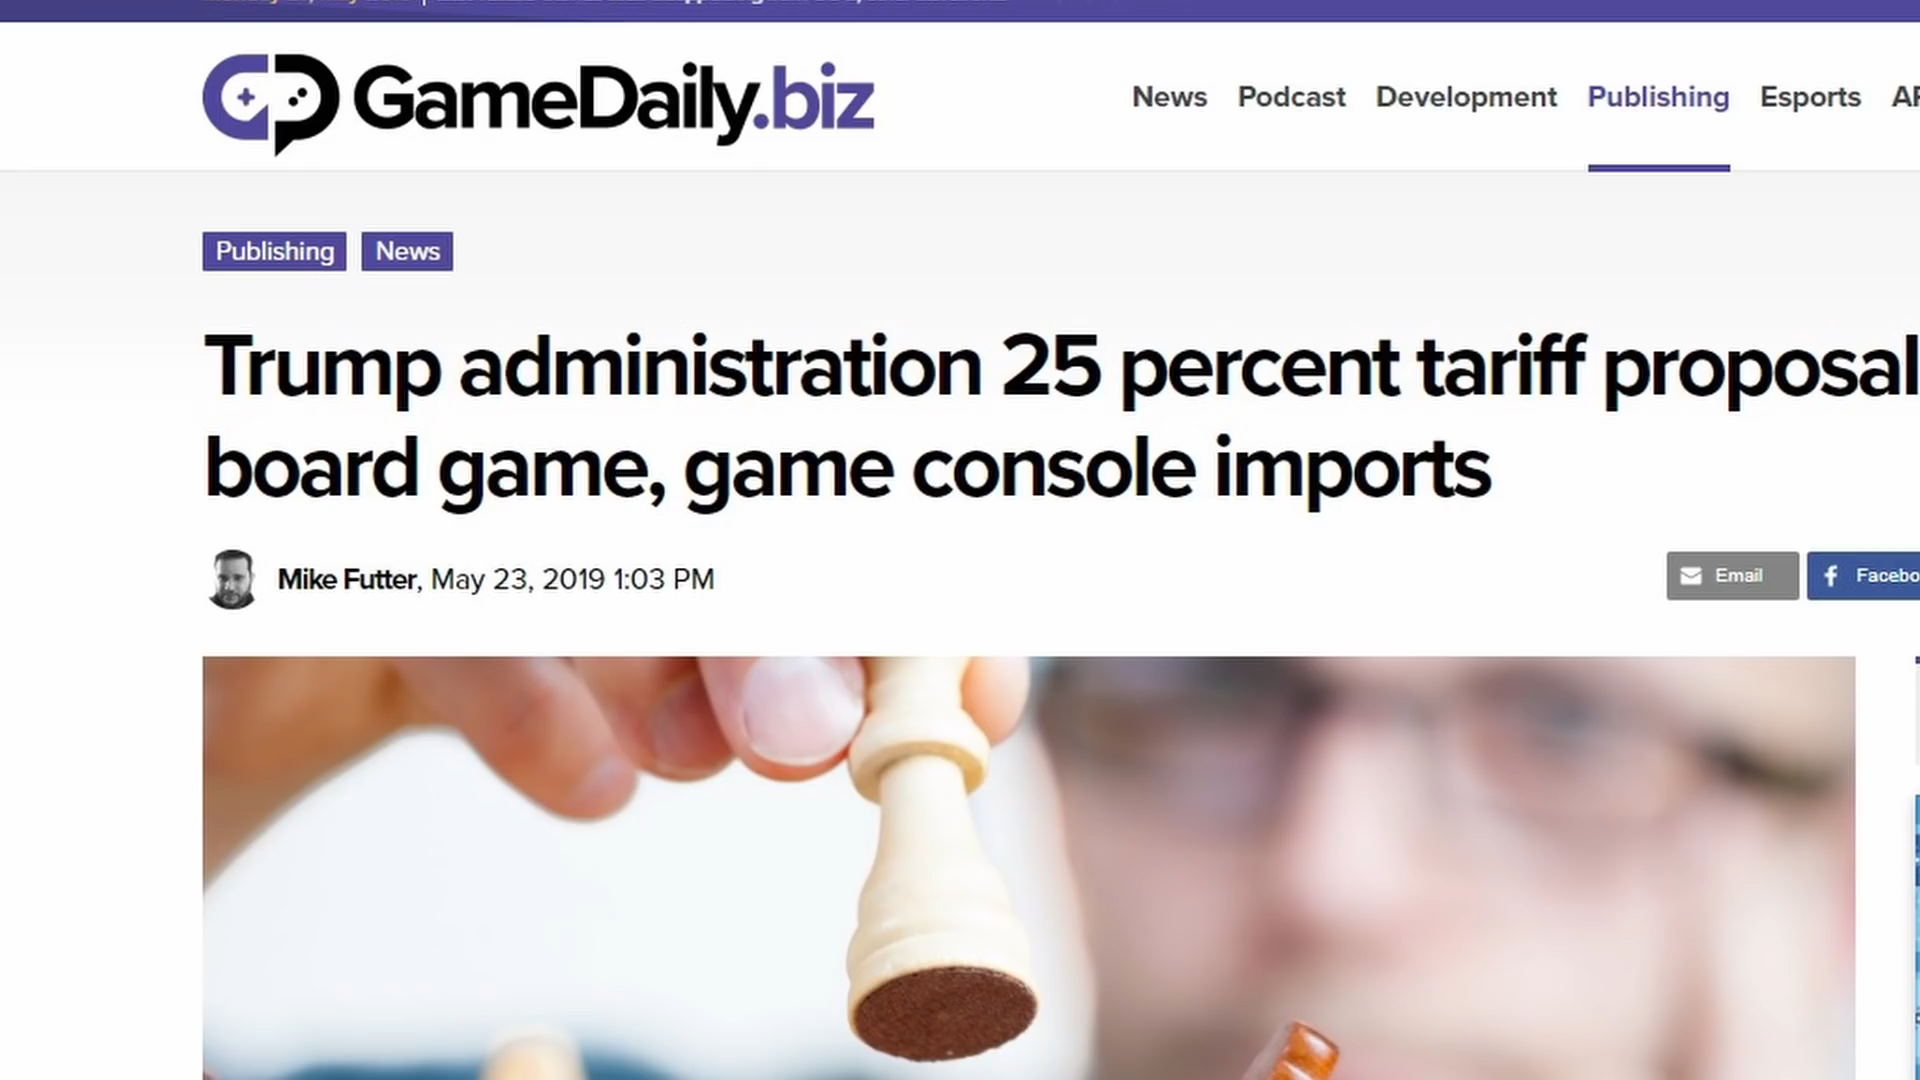 GameDaily.biz
News Podcast Development Publishing Esports
Publishing News
Trump administration 25 percent tariff proposal
board game, game console imports
Mike Futter, May 23, 2019 1:03 PM
Email